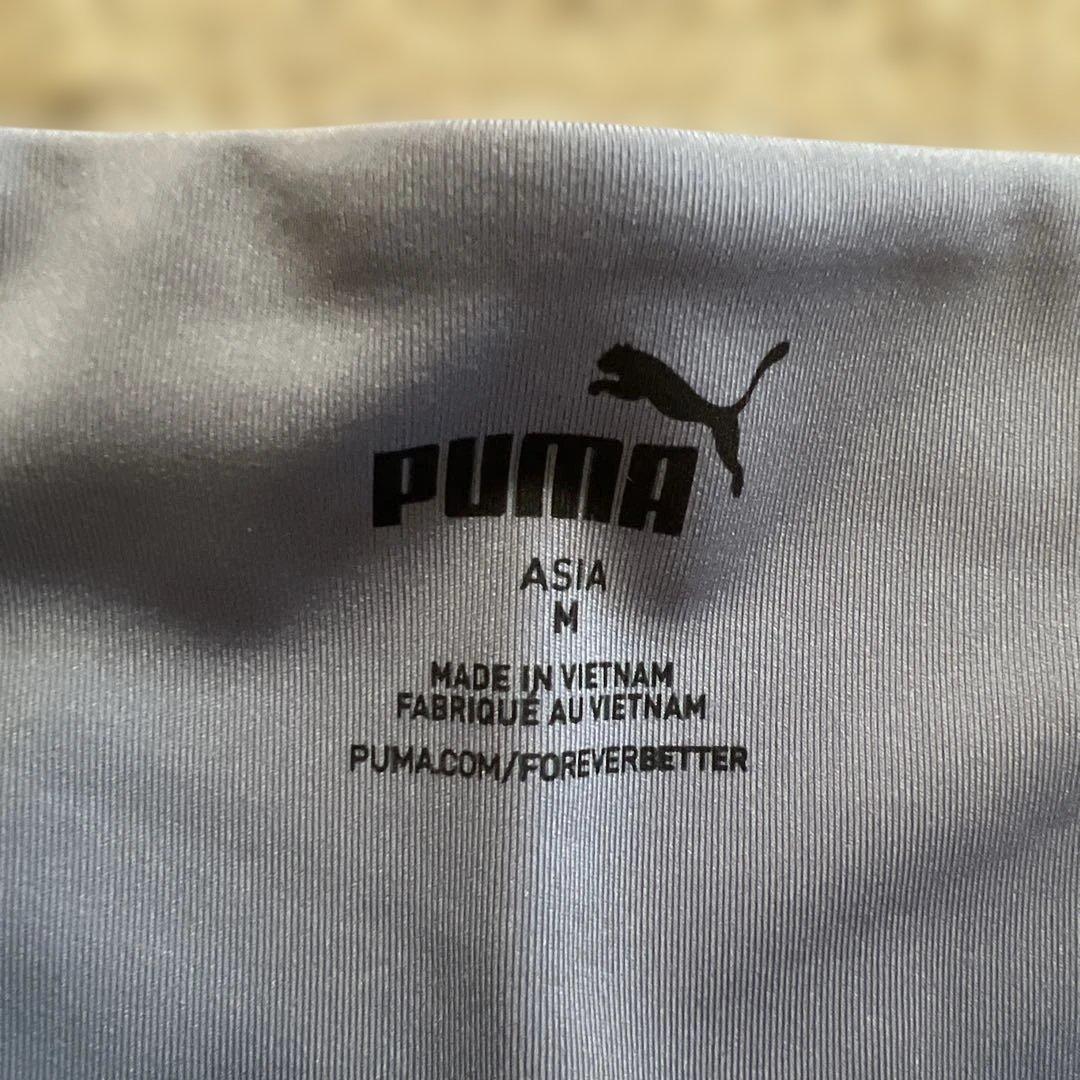 PUMA
ASIA
M
MADE IN VIETNAM
FABRIQUÉ AU VIETNAM
PUMA.COM/FOREVERBETTER